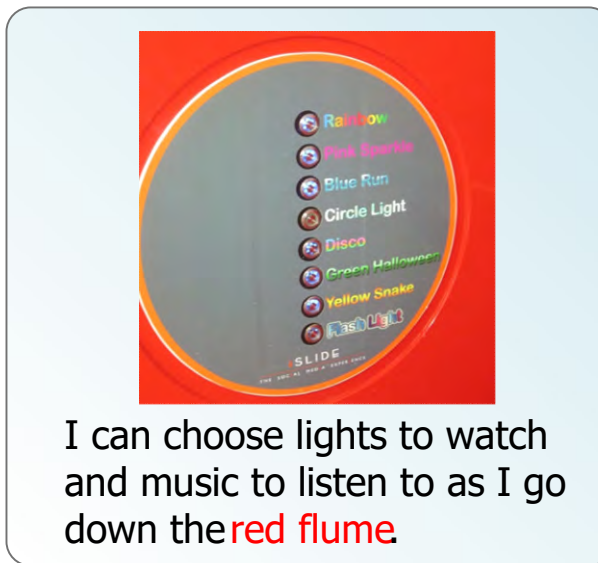 Rainbow
Pink Sparkle
Blue Run
Circle Light
Disco
Green Halloween
Yellow Snake
Flash Light
iSLIDE
I can choose lights to watch
and music to listen to as I go
down the red flume.